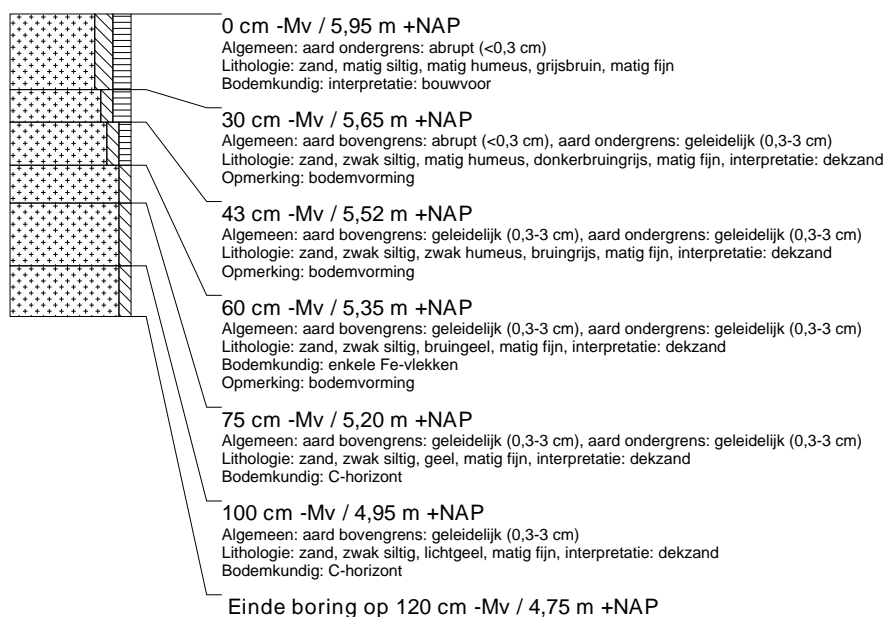 0 cm -Mv / 5,95 m +NAP
Algemeen: aard ondergrens: abrupt (<0,3 cm)
Lithologie: zand, matig siltig, matig humeus, grijsbruin, matig fijn
Bodemkundig: interpretatie: bouwvoor
30 cm -Mv / 5,65 m +NAP
Algemeen: aard bovengrens: abrupt (<0,3 cm), aard ondergrens: geleidelijk (0,3-3 cm)
Lithologie: zand, zwak siltig, matig humeus, donkerbruingrijs, matig fijn, interpretatie: dekzand
Opmerking: bodemvorming
43 cm -Mv / 5,52 m +NAP
Algemeen: aard bovengrens: geleidelijk (0,3-3 cm), aard ondergrens: geleidelijk (0,3-3 cm)
Lithologie: zand, zwak siltig, zwak humeus, bruingrijs, matig fijn, interpretatie: dekzand
Opmerking: bodemvorming
60 cm -Mv / 5,35 m +NAP
Algemeen: aard bovengrens: geleidelijk (0,3-3 cm), aard ondergrens: geleidelijk (0,3-3 cm)
Lithologie: zand, zwak siltig, bruingeel, matig fijn, interpretatie: dekzand
Bodemkundig: enkele Fe-vlekken
Opmerking: bodemvorming
75 cm -Mv / 5,20 m +NAP
Algemeen: aard bovengrens: geleidelijk (0,3-3 cm), aard ondergrens: geleidelijk (0,3-3 cm)
Lithologie: zand, zwak siltig, geel, matig fijn, interpretatie: dekzand
Bodemkundig: C-horizont
100 cm -Mv / 4,95 m +NAP
Algemeen: aard bovengrens: geleidelijk (0,3-3 cm)
Lithologie: zand, zwak siltig, lichtgeel, matig fijn, interpretatie: dekzand
Bodemkundig: C-horizont
Einde boring op 120 cm -Mv / 4,75 m +NAP